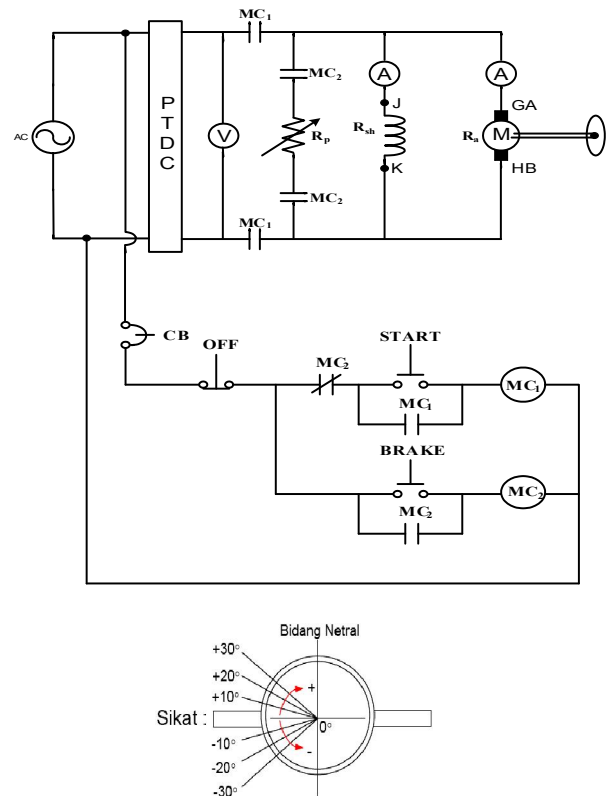 MC₁
MC₂
A
A
J
GA
AC
PTDC
V
Rₚ
Rₛₕ
Rₐ
M
K
HB
MC₂
MC₁
CB
OFF
START
MC₂
MC₁
MC₁
BRAKE
MC₂
MC₂
Bidang Netral
+30°
+20°
+10°
+
Sikat :
0°
-10°
-
-20°
-30°